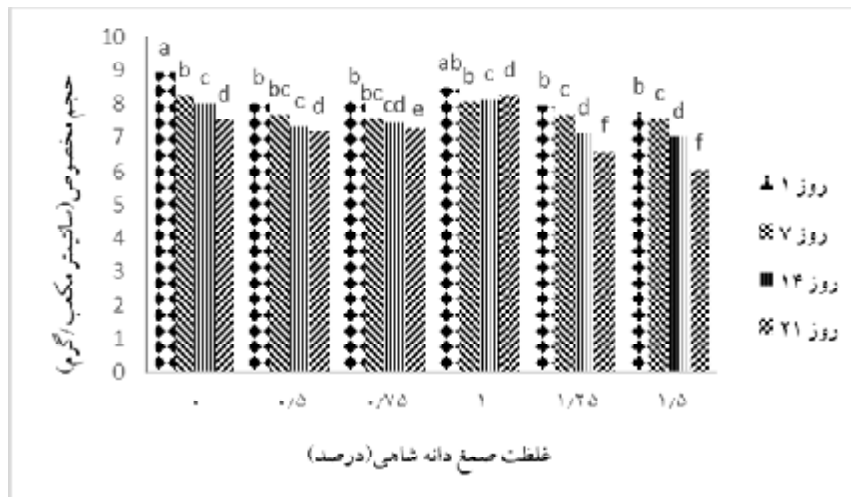 حجم مخصوص(سانتیتر مکعب/گرم)
10
9
8
7
6
5
4
3
2
1
0
a b c d
b bc c d
b bc cd e
ab b c d
b c d f
b c d f
۰ ۰/۵ ۰/۷۵ ۱ ۱/۲۵ ۱/۵
غلظت صمغ دانه شاهی(درصد)
روز ۱
روز ۷
روز ۱۴
روز ۲۱